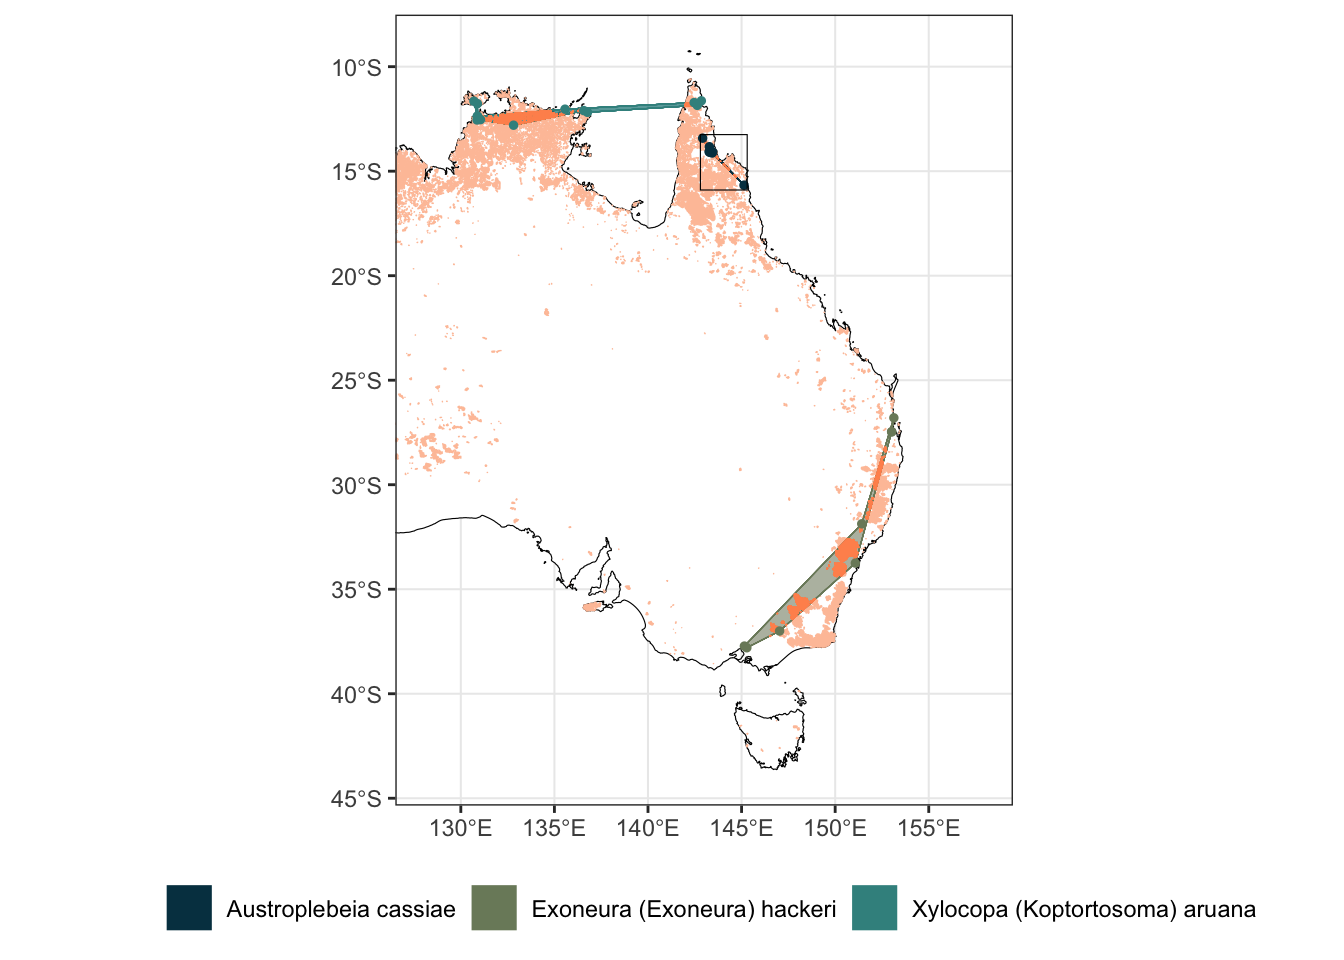 10°S
15°S
20°S
25°S
30°S
35°S
40°S
45°S
130°E 135°E 140°E 145°E 150°E 155°E
Austroplebeia cassiae Exoneura (Exoneura) hackeri Xylocopa (Koptortosoma) aruana